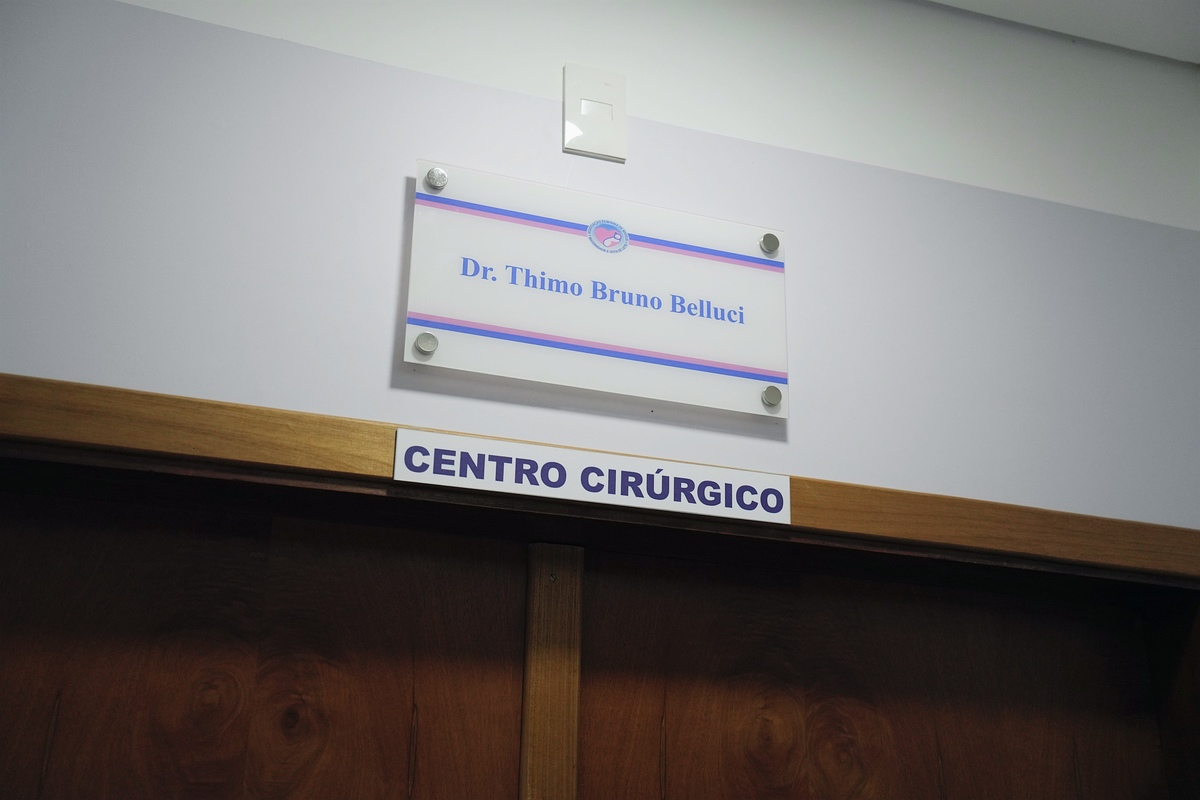 Dr. Thimo Bruno Belluci
CENTRO CIRÚRGICO